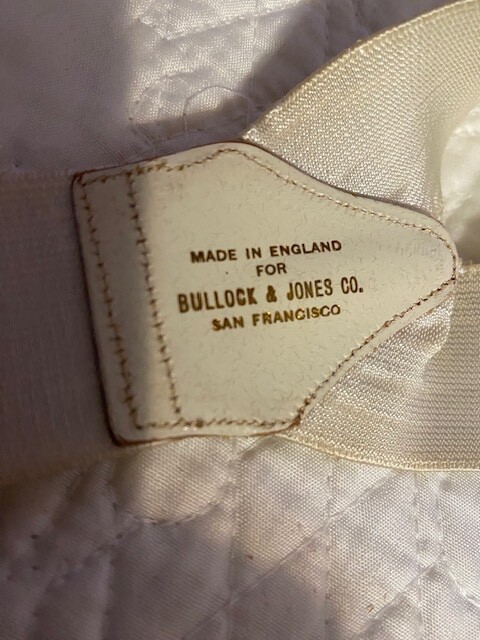 MADE IN ENGLAND
FOR
BULLOCK & JONES CO.
SAN FRANCISCO